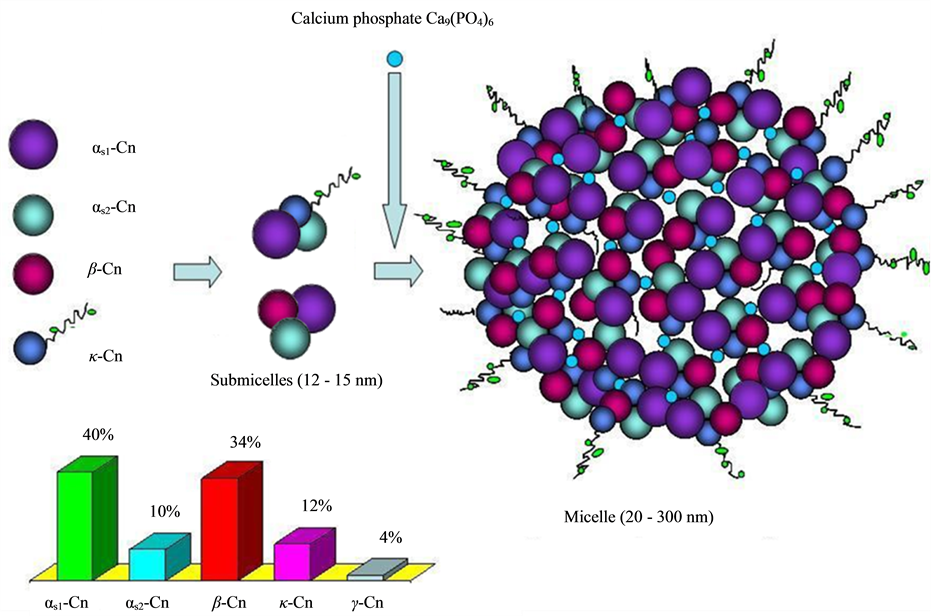 Calcium phosphate Ca₉(PO₄)₆
αₛ₁-Cn
αₛ₂-Cn
β-Cn
κ-Cn
Submicelles (12 - 15 nm)
Micelle (20 - 300 nm)
40%
10%
34%
12%
4%
αₛ₁-Cn
αₛ₂-Cn
β-Cn
κ-Cn
γ-Cn